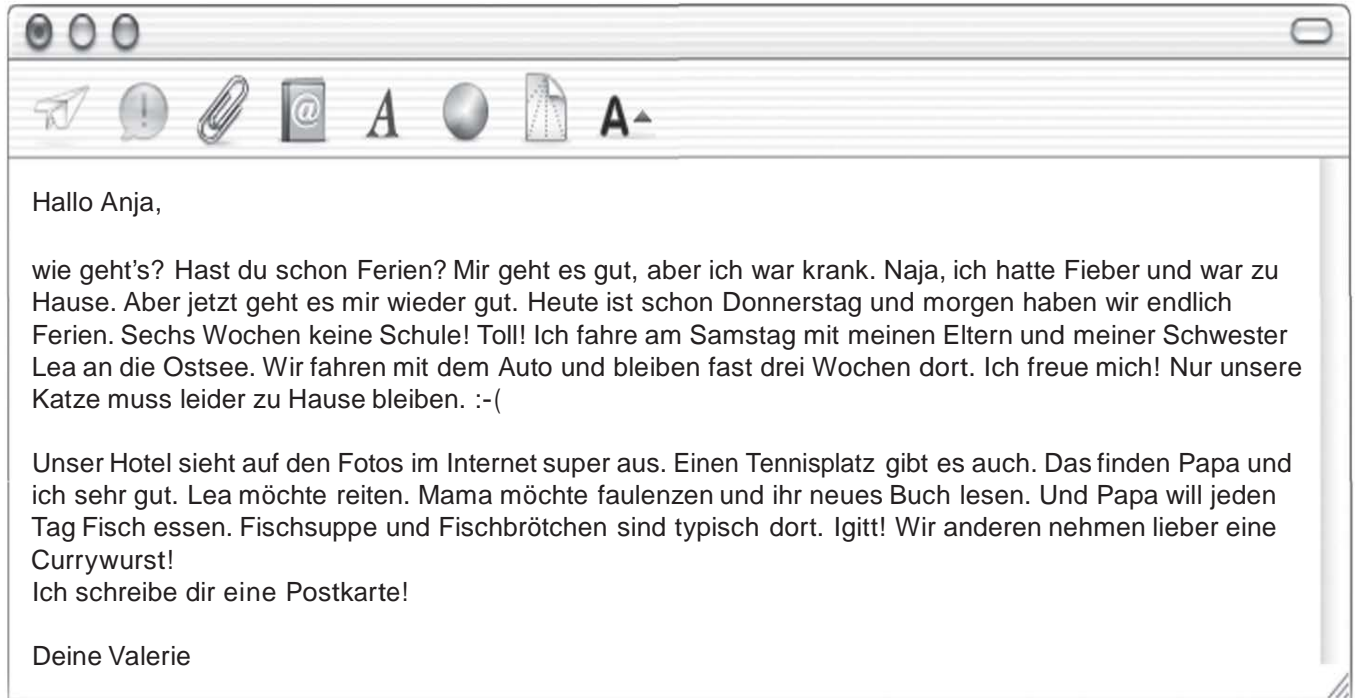 Hallo Anja,
wie geht's? Hast du schon Ferien? Mir geht es gut, aber ich war krank. Naja, ich hatte Fieber und war zu
Hause. Aber jetzt geht es mir wieder gut. Heute ist schon Donnerstag und morgen haben wir endlich
Ferien. Sechs Wochen keine Schule! Toll! Ich fahre am Samstag mit meinen Eltern und meiner Schwester
Lea an die Ostsee. Wir fahren mit dem Auto und bleiben fast drei Wochen dort. Ich freue mich! Nur unsere
Katze muss leider zu Hause bleiben. :-(
Unser Hotel sieht auf den Fotos im Internet super aus. Einen Tennisplatz gibt es auch. Das finden Papa und
ich sehr gut. Lea möchte reiten. Mama möchte faulenzen und ihr neues Buch lesen. Und Papa will jeden
Tag Fisch essen. Fischsuppe und Fischbrötchen sind typisch dort. Igitt! Wir anderen nehmen lieber eine
Currywurst!
Ich schreibe dir eine Postkarte!
Deine Valerie